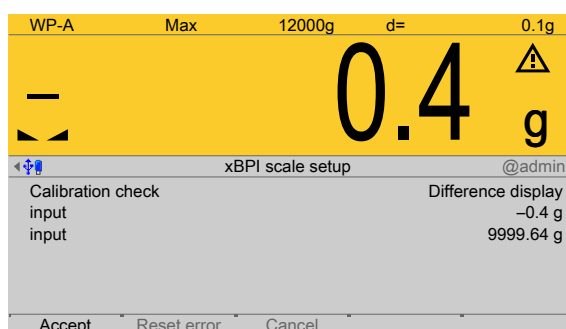 WP-A Max 12000g d= 0.1g
– 0.4 g
xBPI scale setup @admin
Calibration check Difference display
input –0.4 g
input 9999.64 g
Accept Reset error Cancel